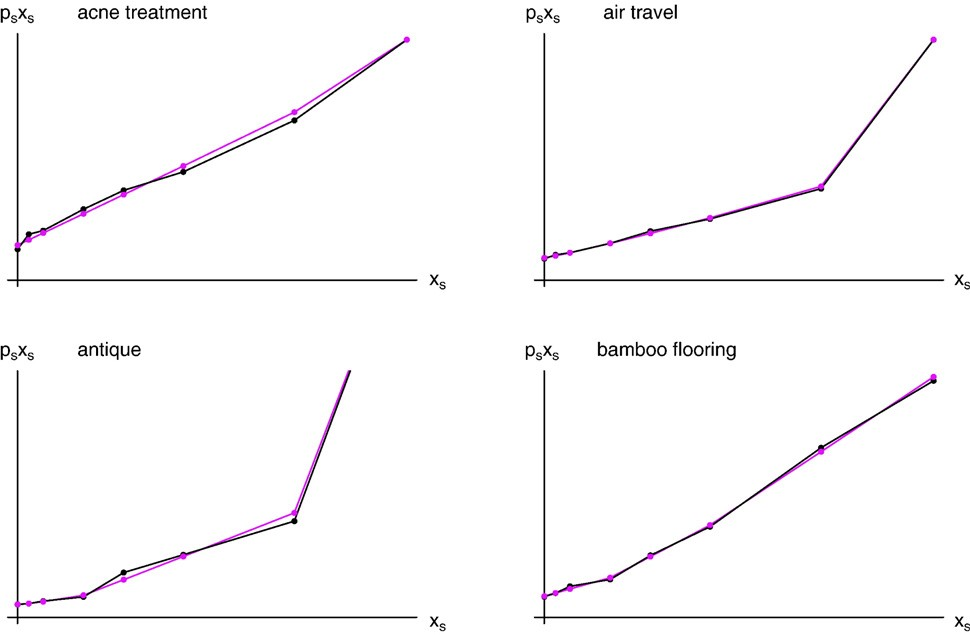 pₛxₛ acne treatment
xₛ
pₛxₛ air travel
xₛ
pₛxₛ antique
xₛ
pₛxₛ bamboo flooring
xₛ